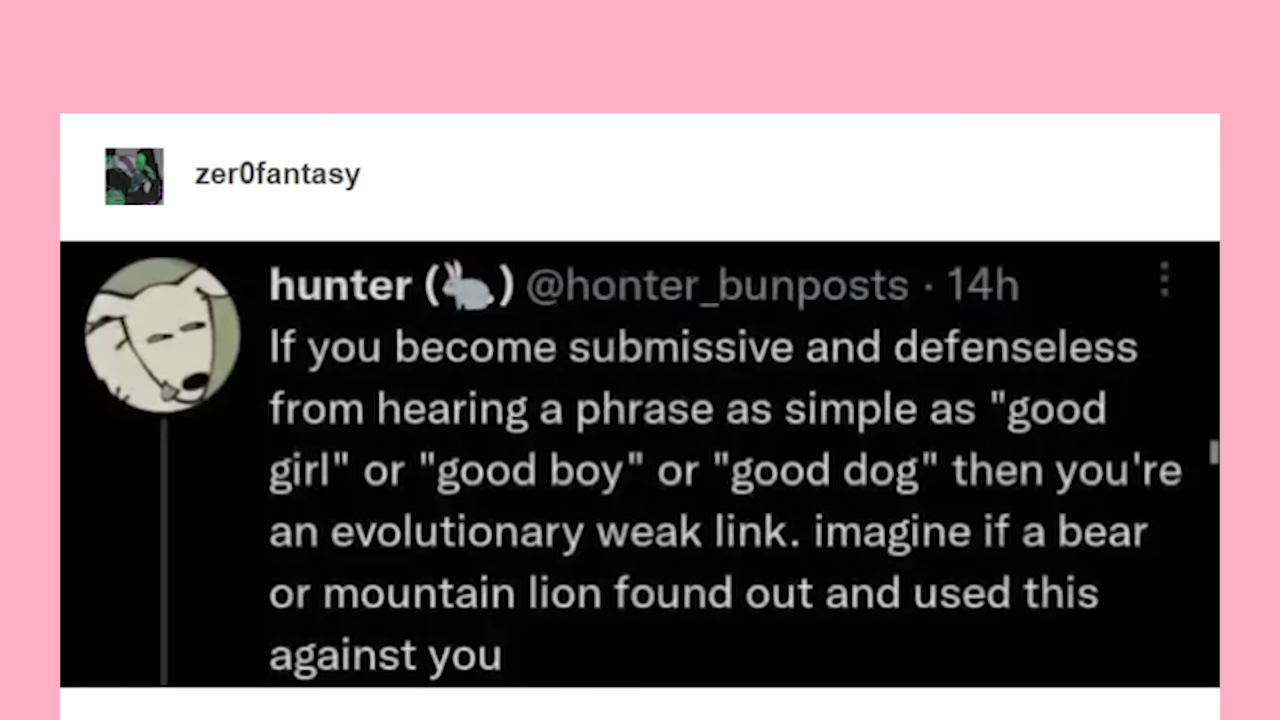 zer0fantasy
hunter (🐇) @honter_bunposts · 14h
If you become submissive and defenseless
from hearing a phrase as simple as "good
girl" or "good boy" or "good dog" then you're
an evolutionary weak link. imagine if a bear
or mountain lion found out and used this
against you